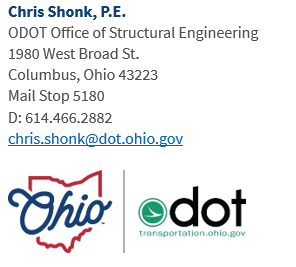 Chris Shonk, P.E.
ODOT Office of Structural Engineering
1980 West Broad St.
Columbus, Ohio 43223
Mail Stop 5180
D: 614.466.2882
chris.shonk@dot.ohio.gov
Ohio
odot
transportation.ohio.gov